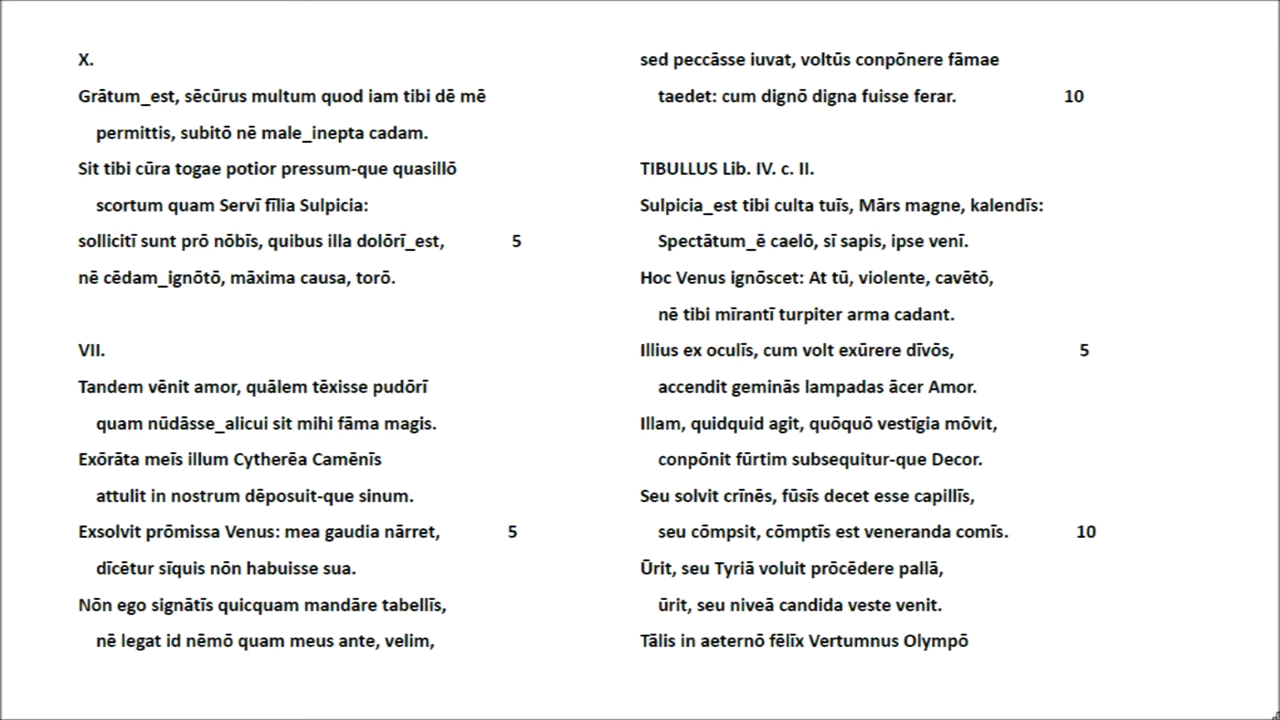 X.
Grātum_est, sēcūrus multum quod iam tibi dē mē
permittis, subitō nē male_inepta cadam.
Sit tibi cūra togae potior pressum-que quasillō
scortum quam Servī fīlia Sulpicia:
sollicitī sunt prō nōbīs, quibus illa dolōrī_est, 5
nē cēdam_ignōtō, māxima causa, torō.
VII.
Tandem vēnit amor, quālem tēxisse pudōrī
quam nūdāsse_alicui sit mihi fāma magis.
Exōrāta meīs illum Cytherēa Camēnīs
attulit in nostrum dēposuit-que sinum.
Exsolvit prōmissa Venus: mea gaudia nārret, 5
dīcētur sīquis nōn habuisse sua.
Nōn ego signātīs quicquam mandāre tabellīs,
nē legat id nēmō quam meus ante, velim,
sed peccāsse iuvat, voltūs conpōnere fāmae
taedet: cum dignō digna fuisse ferar. 10
TIBULLUS Lib. IV. c. II.
Sulpicia_est tibi culta tuīs, Mārs magne, kalendīs:
Spectātum_ē caelō, sī sapis, ipse venī.
Hoc Venus ignōscet: At tū, violente, cavētō,
nē tibi mīrantī turpiter arma cadant.
Illius ex oculīs, cum volt exūrere dīvōs, 5
accendit geminās lampadas ācer Amor.
Illam, quidquid agit, quōquō vestīgia mōvit,
conpōnit fūrtim subsequitur-que Decor.
Seu solvit crīnēs, fūsīs decet esse capillīs,
seu cōmpsit, cōmptīs est veneranda comīs. 10
Ūrit, seu Tyriā voluit prōcēdere pallā,
ūrit, seu niveā candida veste venit.
Tālis in aeternō fēlīx Vertumnus Olympō